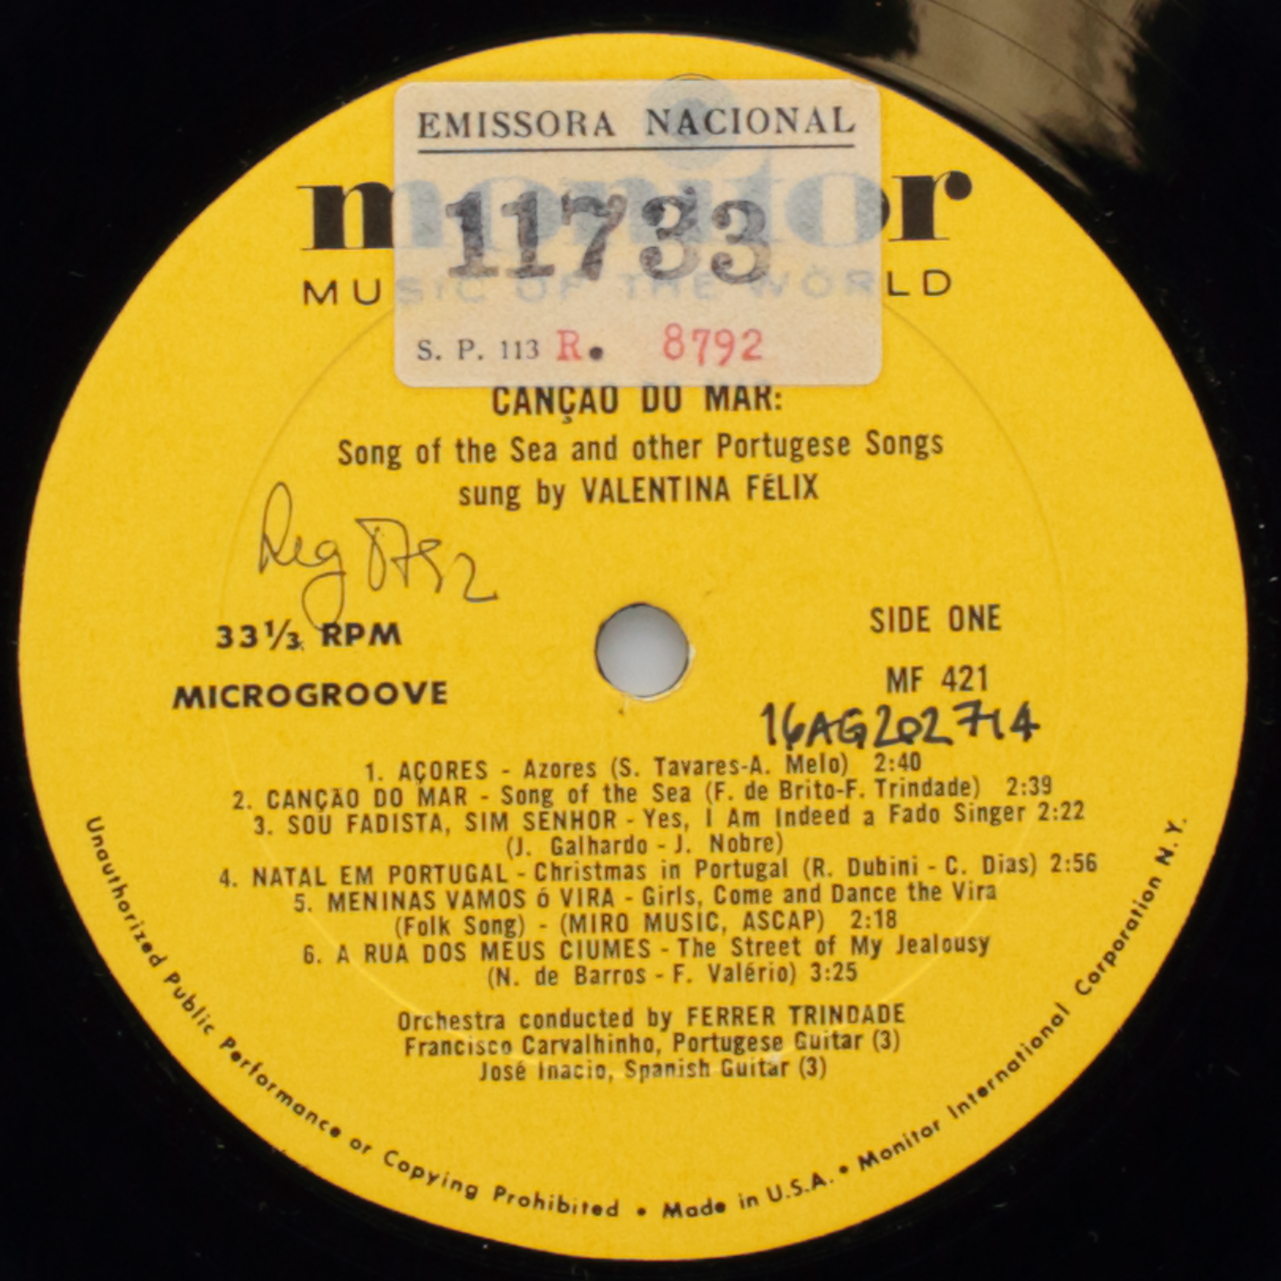 EMISSORA NACIONAL
monitor
11733
MUSIC OF THE WORLD
S. P. 113 R. 8792
CANÇÃO DO MAR:
Song of the Sea and other Portugese Songs
sung by VALENTINA FÉLIX
Reg 8792
33 1/3 RPM
SIDE ONE
MICROGROOVE
MF 421
16AG202714
1. AÇORES - Azores (S. Tavares-A. Melo) 2:40
2. CANÇÃO DO MAR - Song of the Sea (F. de Brito-F. Trindade) 2:39
3. SOU FADISTA, SIM SENHOR - Yes, I Am Indeed a Fado Singer 2:22
(J. Galhardo - J. Nobre)
4. NATAL EM PORTUGAL - Christmas in Portugal (R. Dubini - C. Dias) 2:56
5. MENINAS VAMOS Ó VIRA - Girls, Come and Dance the Vira
(Folk Song) - (MIRO MUSIC, ASCAP) 2:18
6. A RUA DOS MEUS CIUMES - The Street of My Jealousy
(N. de Barros - F. Valério) 3:25
Orchestra conducted by FERRER TRINDADE
Francisco Carvalhinho, Portugese Guitar (3)
José Inacio, Spanish Guitar (3)
Unauthorized Public Performance or Copying Prohibited • Made in U.S.A. • Monitor International Corporation N.Y.